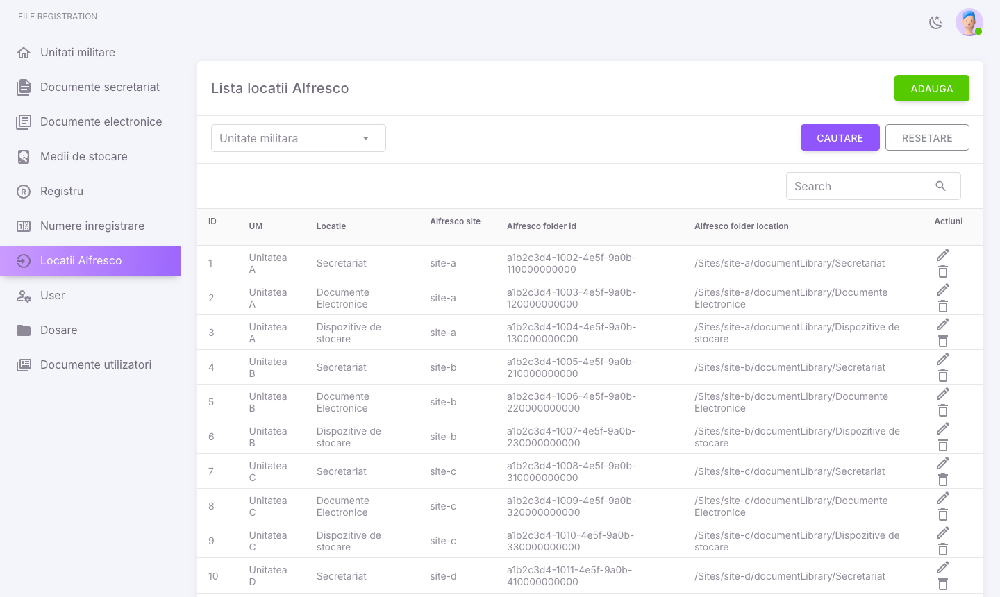 FILE REGISTRATION
Unitati militare
Documente secretariat
Documente electronice
Medii de stocare
Registru
Numere inregistrare
Locatii Alfresco
User
Dosare
Documente utilizatori
Lista locatii Alfresco
ADAUGA
Unitate militara
CAUTARE
RESETARE
Search
ID UM Locatie Alfresco site Alfresco folder id Alfresco folder location Actiuni
1 Unitatea A Secretariat site-a a1b2c3d4-1002-4e5f-9a0b-110000000000 /Sites/site-a/documentLibrary/Secretariat
2 Unitatea A Documente Electronice site-a a1b2c3d4-1003-4e5f-9a0b-120000000000 /Sites/site-a/documentLibrary/Documente Electronice
3 Unitatea A Dispozitive de stocare site-a a1b2c3d4-1004-4e5f-9a0b-130000000000 /Sites/site-a/documentLibrary/Dispozitive de stocare
4 Unitatea B Secretariat site-b a1b2c3d4-1005-4e5f-9a0b-210000000000 /Sites/site-b/documentLibrary/Secretariat
5 Unitatea B Documente Electronice site-b a1b2c3d4-1006-4e5f-9a0b-220000000000 /Sites/site-b/documentLibrary/Documente Electronice
6 Unitatea B Dispozitive de stocare site-b a1b2c3d4-1007-4e5f-9a0b-230000000000 /Sites/site-b/documentLibrary/Dispozitive de stocare
7 Unitatea C Secretariat site-c a1b2c3d4-1008-4e5f-9a0b-310000000000 /Sites/site-c/documentLibrary/Secretariat
8 Unitatea C Documente Electronice site-c a1b2c3d4-1009-4e5f-9a0b-320000000000 /Sites/site-c/documentLibrary/Documente Electronice
9 Unitatea C Dispozitive de stocare site-c a1b2c3d4-1010-4e5f-9a0b-330000000000 /Sites/site-c/documentLibrary/Dispozitive de stocare
10 Unitatea D Secretariat site-d a1b2c3d4-1011-4e5f-9a0b-410000000000 /Sites/site-d/documentLibrary/Secretariat